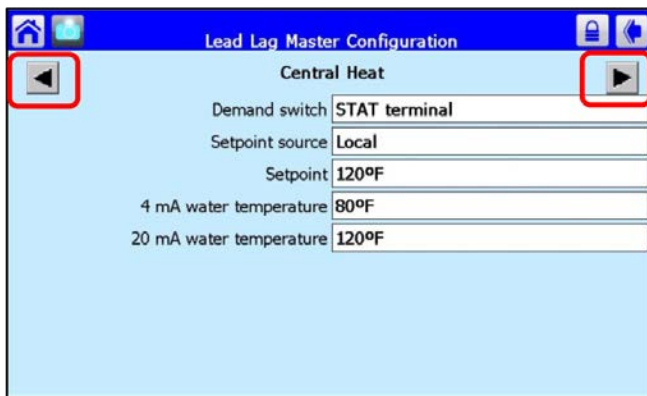 Lead Lag Master Configuration
Central Heat
Demand switch STAT terminal
Setpoint source Local
Setpoint 120ºF
4 mA water temperature 80ºF
20 mA water temperature 120ºF